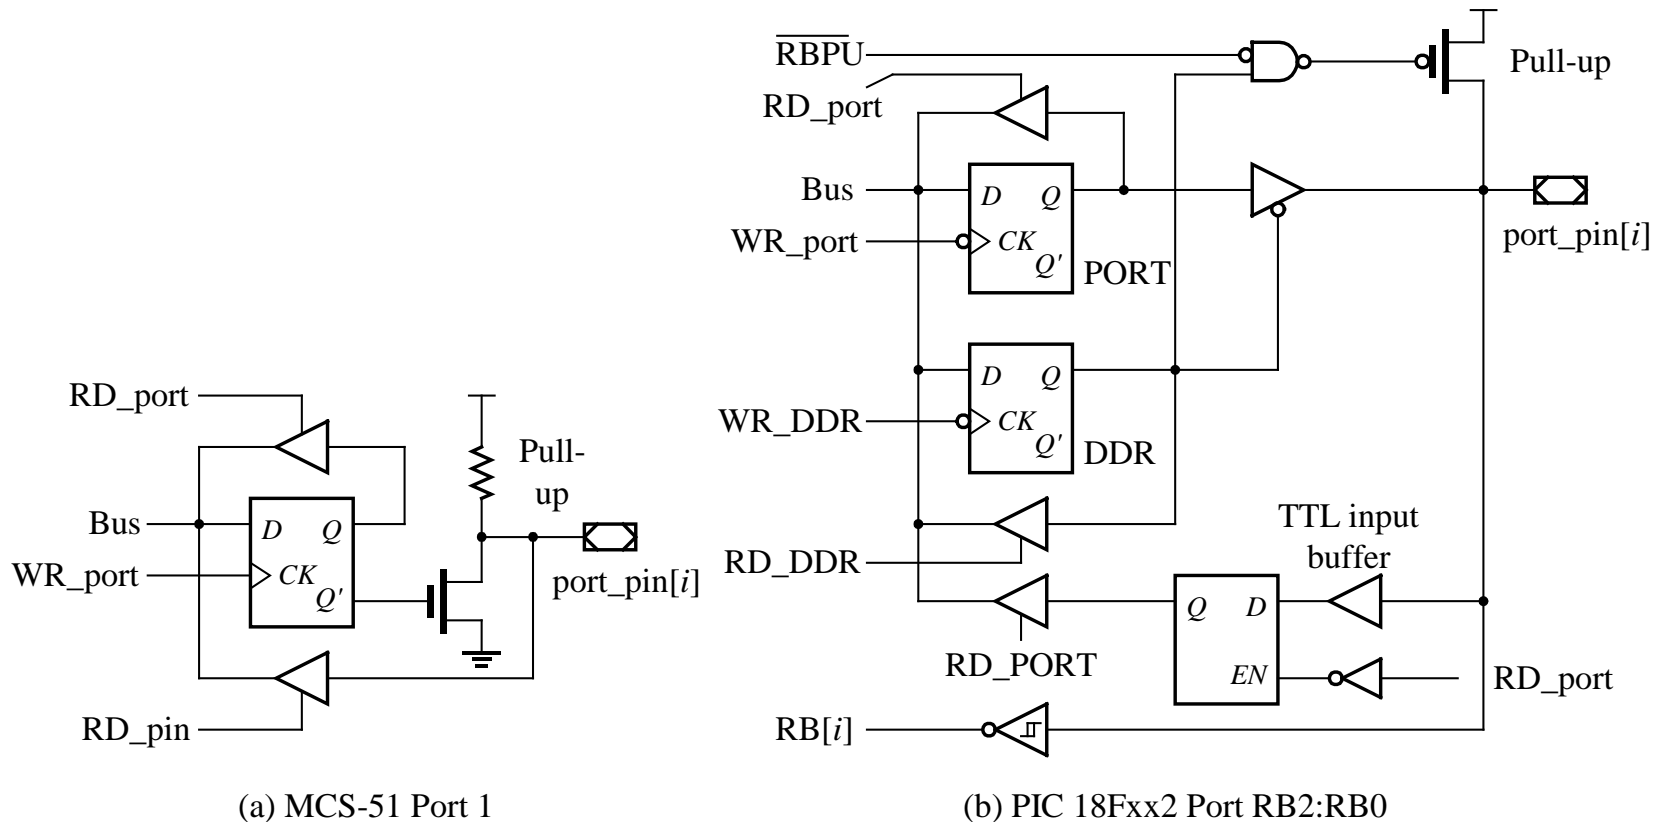 RD_port
Bus
WR_port
RD_pin
D
Q
CK
Q'
Pull-
up
port_pin[i]
(a) MCS-51 Port 1
RBPU
RD_port
Bus
WR_port
D
Q
CK
Q'
PORT
Pull-up
port_pin[i]
WR_DDR
D
Q
CK
Q'
DDR
RD_DDR
RD_PORT
TTL input
buffer
Q
D
EN
RD_port
RB[i]
(b) PIC 18Fxx2 Port RB2:RB0